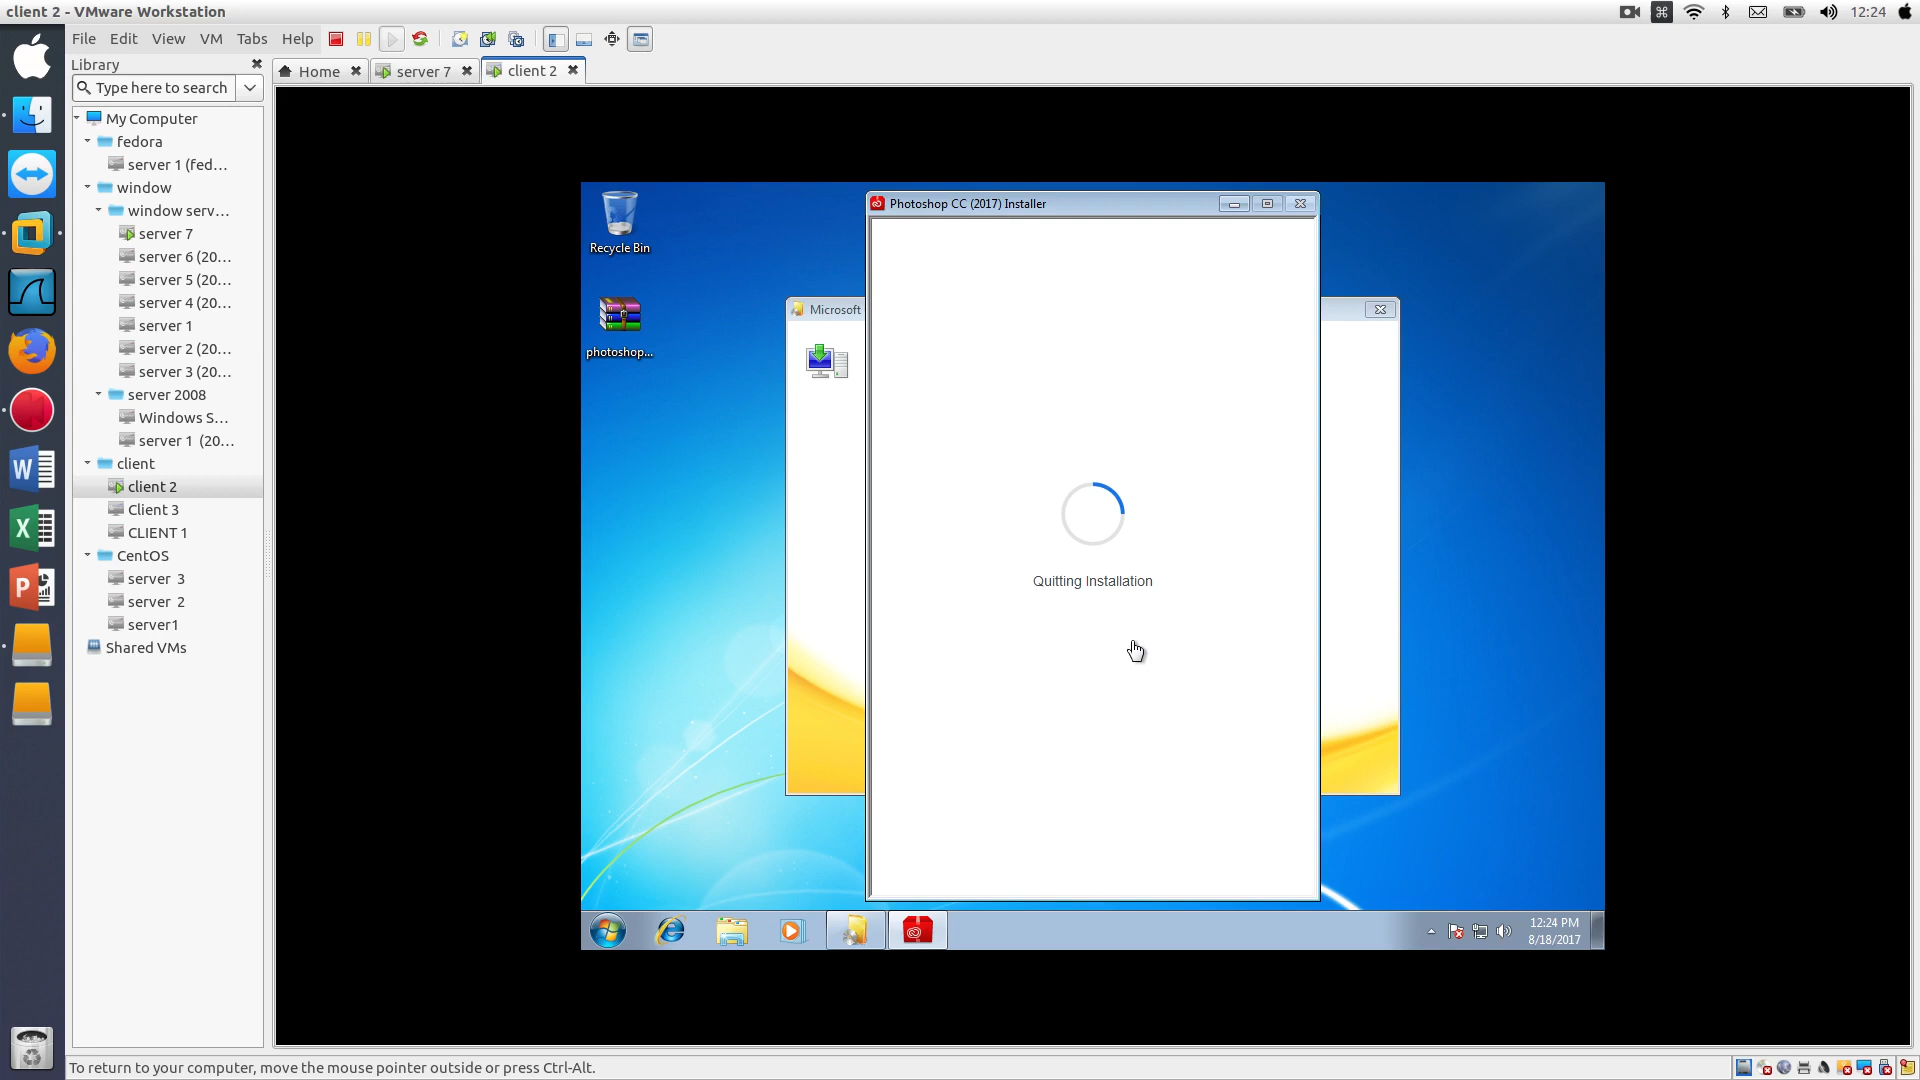 client 2 - VMware Workstation
12:24
File Edit View VM Tabs Help
Library
Type here to search
Home
server 7
client 2
My Computer
fedora
server 1 (fed...
window
window serv...
server 7
server 6 (20...
server 5 (20...
server 4 (20...
server 1
server 2 (20...
server 3 (20...
server 2008
Windows S...
server 1 (20...
client
client 2
Client 3
CLIENT 1
CentOS
server 3
server 2
server1
Shared VMs
Recycle Bin
photoshop...
Microsoft
Photoshop CC (2017) Installer
Quitting Installation
12:24 PM
8/18/2017
To return to your computer, move the mouse pointer outside or press Ctrl-Alt.